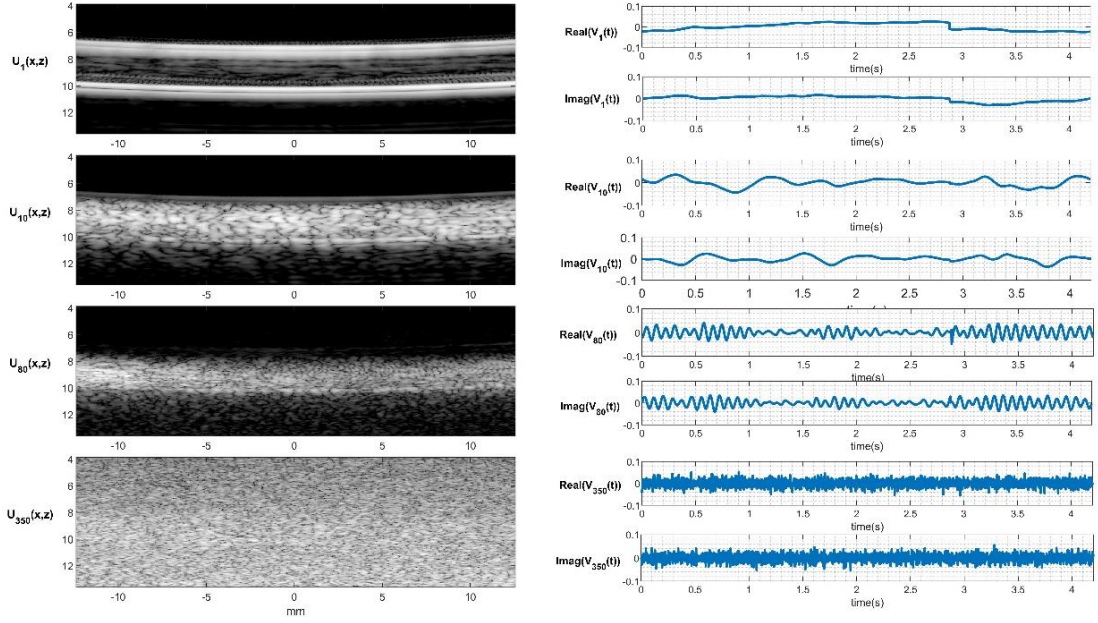 4
6
8
10
12
U1(x,z)
-10 -5 0 5 10
4
6
8
10
12
U10(x,z)
-10 -5 0 5 10
4
6
8
10
12
U80(x,z)
-10 -5 0 5 10
4
6
8
10
12
U350(x,z)
-10 -5 0 5 10
mm
0.1
Real(V1(t)) 0
-0.1
0 0.5 1 1.5 2 2.5 3 3.5 4
time(s)
0.1
Imag(V1(t)) 0
-0.1
0 0.5 1 1.5 2 2.5 3 3.5 4
time(s)
0.1
Real(V10(t)) 0
-0.1
0 0.5 1 1.5 2 2.5 3 3.5 4
time(s)
0.1
Imag(V10(t)) 0
-0.1
0 0.5 1 1.5 2 2.5 3 3.5 4
0.1
Real(V80(t)) 0
-0.1
0 0.5 1 1.5 2 2.5 3 3.5 4
time(s)
0.1
Imag(V80(t)) 0
-0.1
0 0.5 1 1.5 2 2.5 3 3.5 4
time(s)
0.1
Real(V350(t)) 0
-0.1
0 0.5 1 1.5 2 2.5 3 3.5 4
time(s)
0.1
Imag(V350(t)) 0
-0.1
0 0.5 1 1.5 2 2.5 3 3.5 4
time(s)